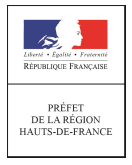 Liberté • Égalité • Fraternité
RÉPUBLIQUE FRANÇAISE
PRÉFET
DE LA RÉGION
HAUTS-DE-FRANCE